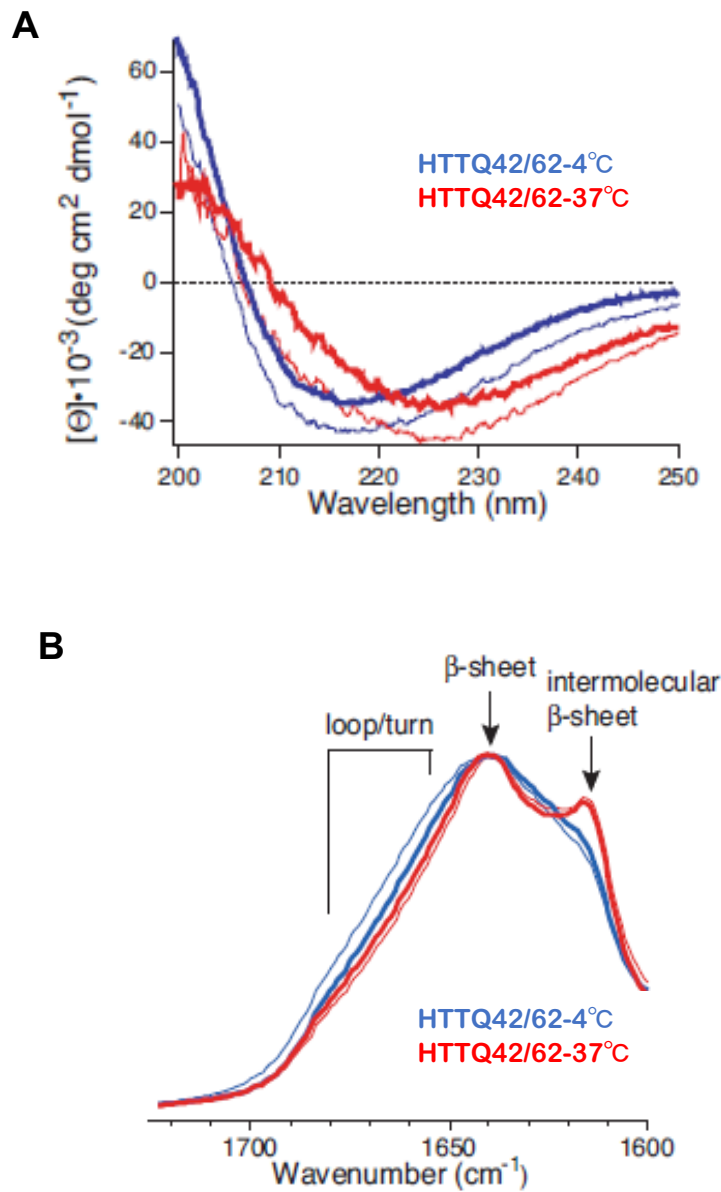 A
[Θ]•10⁻³(deg cm² dmol⁻¹)
60
40
20
0
-20
-40
HTTQ42/62-4℃
HTTQ42/62-37℃
200 210 220 230 240 250
Wavelength (nm)
B
β-sheet
intermolecular
β-sheet
loop/turn
HTTQ42/62-4℃
HTTQ42/62-37℃
1700 1650 1600
Wavenumber (cm⁻¹)